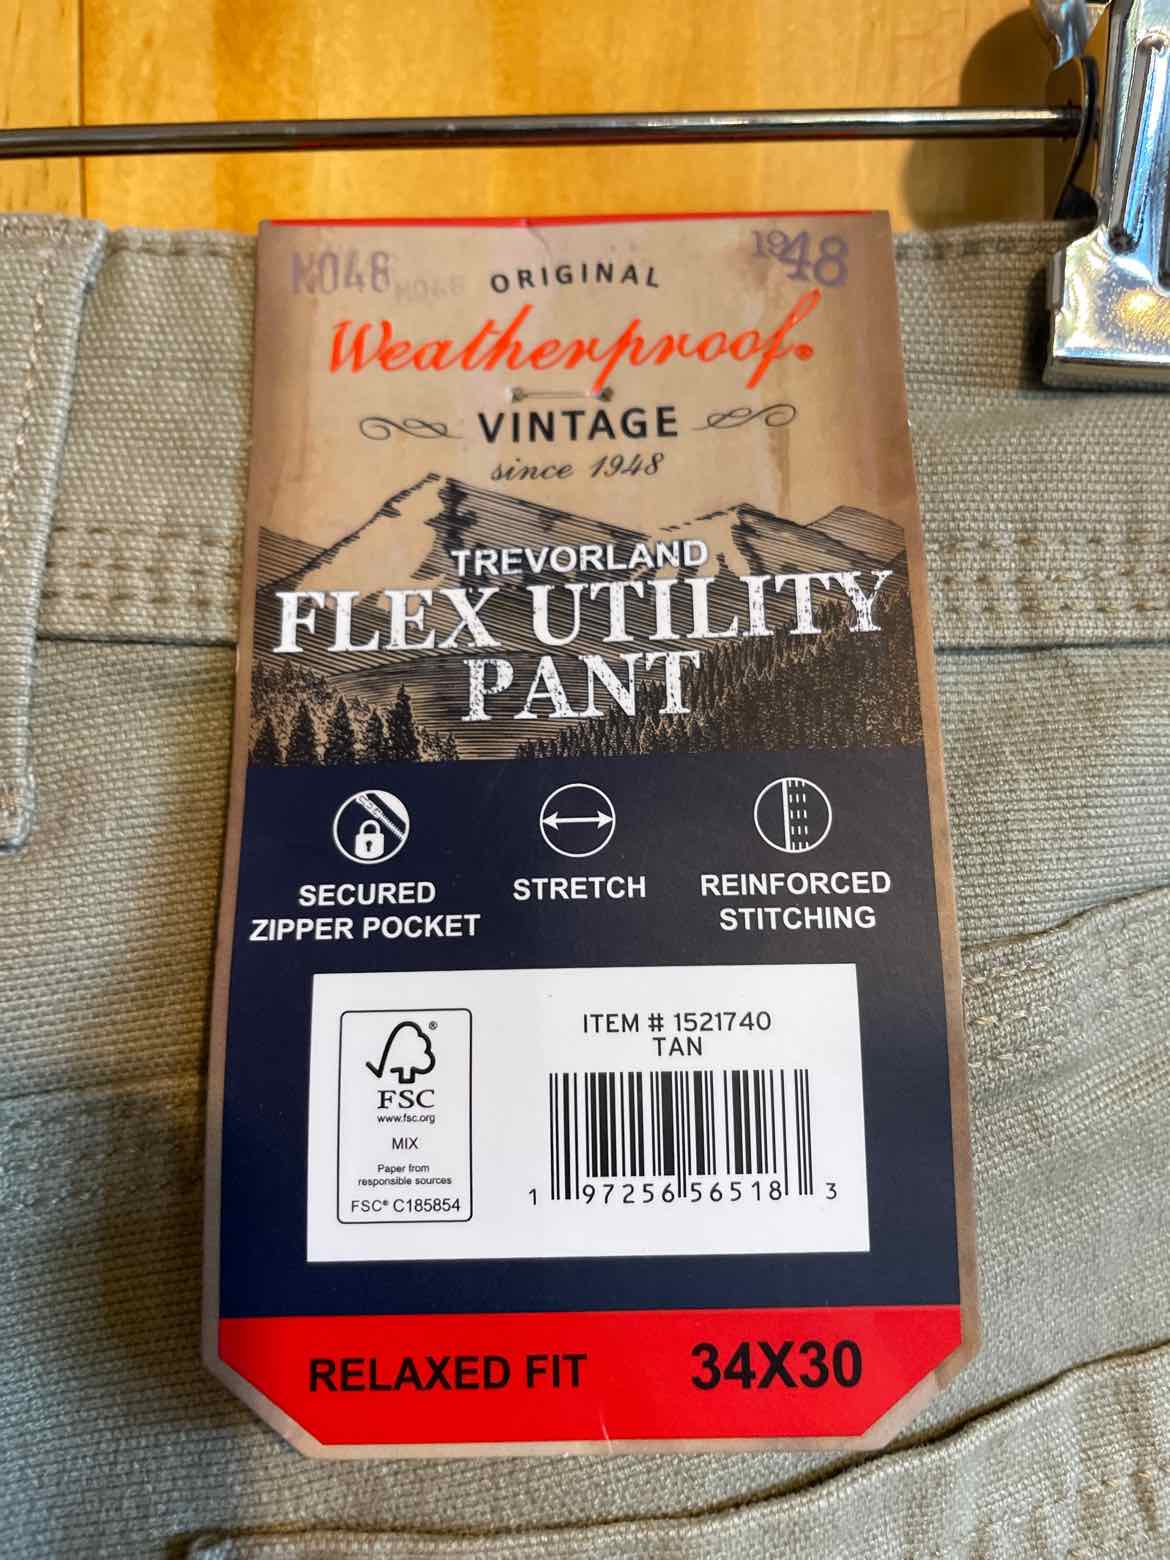 NO48
1948
ORIGINAL
Weatherproof®
VINTAGE
since 1948
TREVORLAND
FLEX UTILITY
PANT
SECURED
ZIPPER POCKET
STRETCH
REINFORCED
STITCHING
®
FSC
www.fsc.org
MIX
Paper from
responsible sources
FSC® C185854
ITEM # 1521740
TAN
1 97256 56518 3
RELAXED FIT
34X30